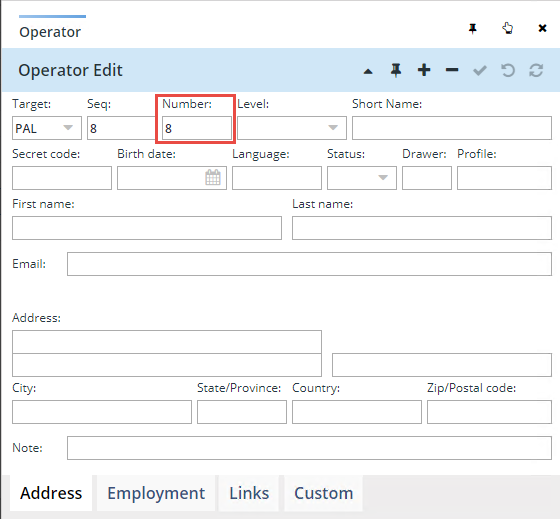 Operator
Operator Edit
Target: Seq: Number: Level: Short Name:
PAL 8 8
Secret code: Birth date: Language: Status: Drawer: Profile:
First name: Last name:
Email:
Address:
City: State/Province: Country: Zip/Postal code:
Note:
Address Employment Links Custom